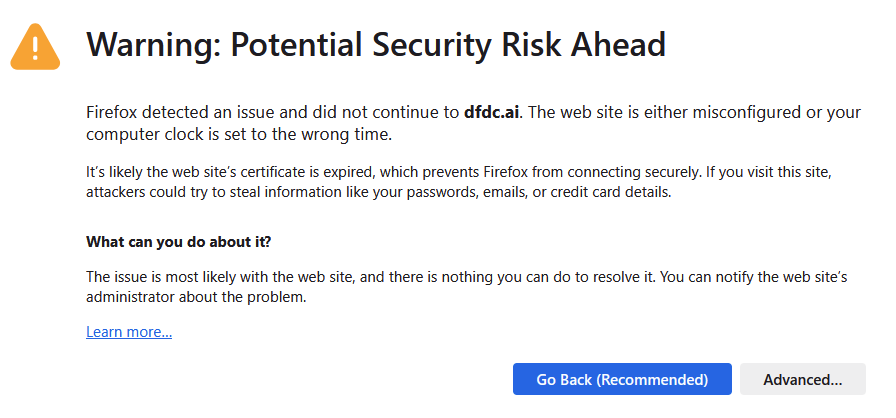 Warning: Potential Security Risk Ahead
Firefox detected an issue and did not continue to dfdc.ai. The web site is either misconfigured or your
computer clock is set to the wrong time.
It’s likely the web site’s certificate is expired, which prevents Firefox from connecting securely. If you visit this site,
attackers could try to steal information like your passwords, emails, or credit card details.
What can you do about it?
The issue is most likely with the web site, and there is nothing you can do to resolve it. You can notify the web site’s
administrator about the problem.
Learn more…
Go Back (Recommended)
Advanced...